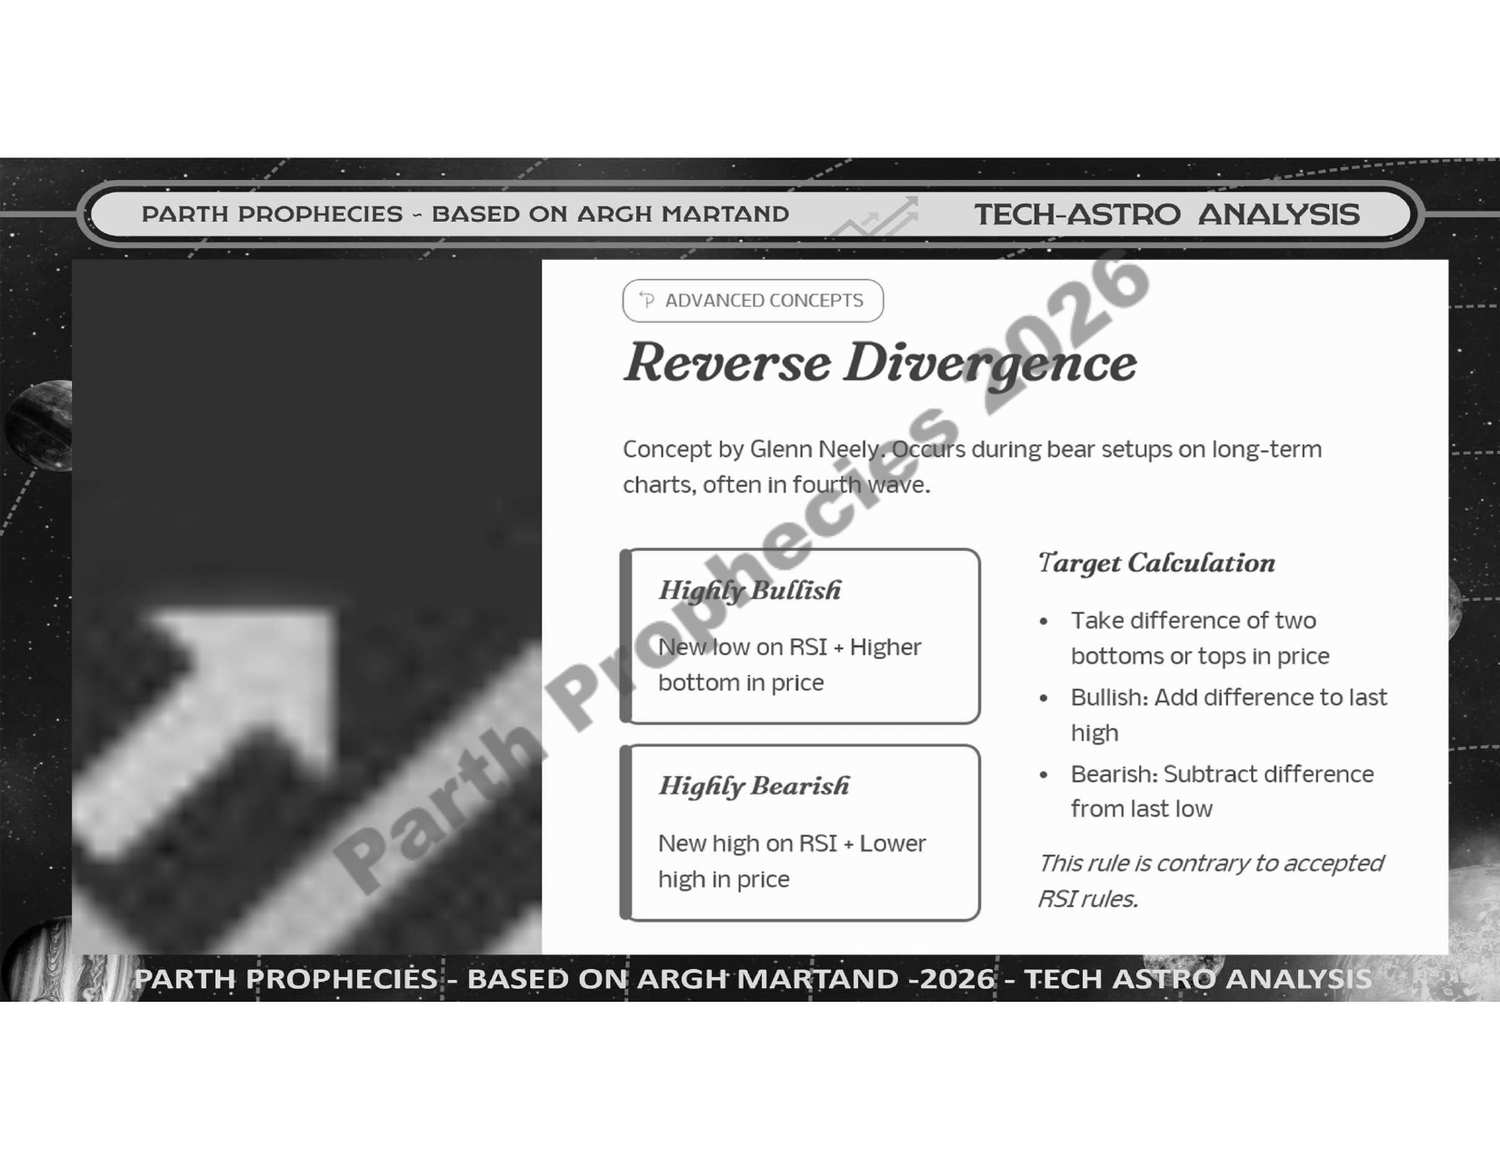 PARTH PROPHECIES ~ BASED ON ARGH MARTAND
TECH-ASTRO ANALYSIS
ADVANCED CONCEPTS
Reverse Divergence
Concept by Glenn Neely. Occurs during bear setups on long-term
charts, often in fourth wave.
Highly Bullish
New low on RSI + Higher
bottom in price
Highly Bearish
New high on RSI + Lower
high in price
Target Calculation
• Take difference of two
bottoms or tops in price
• Bullish: Add difference to last
high
• Bearish: Subtract difference
from last low
This rule is contrary to accepted
RSI rules.
Parth Prophecies 2026
PARTH PROPHECIES - BASED ON ARGH MARTAND -2026 - TECH ASTRO ANALYSIS